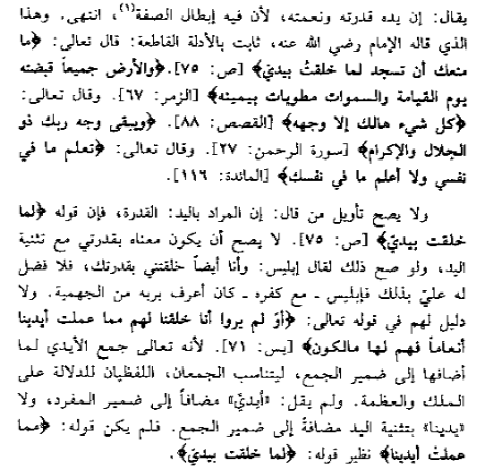 يقال: إن يده قدرته ونعمته، لأن فيه إبطال الصفة(١)، انتهى. وهذا
الذي قاله الإمام رضي الله عنه، ثابت بالأدلة القاطعة: قال تعالى: ﴿ما
منعك أن تسجد لما خلقتُ بيديَّ﴾ [ص: ٧٥]. ﴿والأرض جميعاً قبضته
يوم القيامة والسموات مطويات بيمينه﴾ [الزمر: ٦٧]. وقال تعالى:
﴿كل شيء هالك إلا وجهه﴾ [القصص: ٨٨]. ﴿ويبقى وجه ربك ذو
الجلال والإكرام﴾ [سورة الرحمن: ٢٧]. وقال تعالى: ﴿تعلم ما في
نفسي ولا أعلم ما في نفسك﴾ [المائدة: ١١٦].
ولا يصح تأويل من قال: إن المراد باليد: القدرة، فإن قوله ﴿لما
خلقت بيديَّ﴾ [ص: ٧٥]. لا يصح أن يكون معناه بقدرتي مع تثنية
اليد، ولو صح ذلك لقال إبليس: وأنا أيضاً خلقتني بقدرتك، فلا فضل
له عليّ بذلك فإبليس - مع كفره - كان أعرف بربه من الجهمية. ولا
دليل لهم في قوله تعالى: ﴿أوَ لم يروا أنا خلقنا لهم مما عملت أيدينا
أنعاماً فهم لها مالكون﴾ [يس: ٧١]. لأنه تعالى جمع الأيدي لما
أضافها إلى ضمير الجمع، ليتناسب الجمعان، اللفظيان للدلالة على
الملك والعظمة. ولم يقل: «أيديّ» مضافاً إلى ضمير المفرد، ولا
«يدينا» بتثنية اليد مضافةً إلى ضمير الجمع. فلم يكن قوله: ﴿مما
عملتْ أيدينا﴾ نظير قوله: ﴿لما خلقت بيديّ﴾.